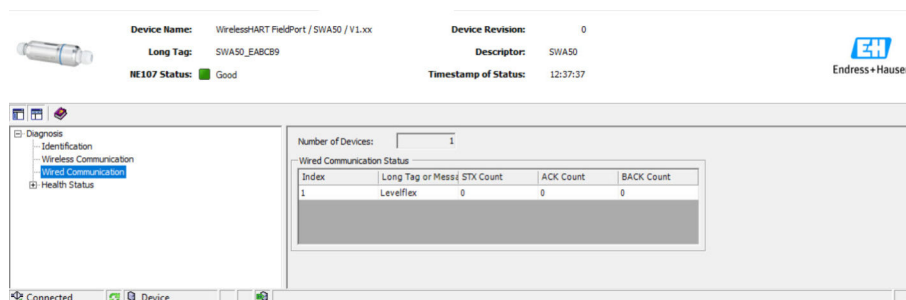 Device Name: WirelessHART FieldPort / SWA50 / V1.xx Device Revision: 0
Long Tag: SWA50_EABCB9 Descriptor: SWA50
NE107 Status: Good Timestamp of Status: 12:37:37
EH
Endress+Hauser
Diagnosis
Identification
Wireless Communication
Wired Communication
Health Status
Number of Devices: 1
Wired Communication Status
Index Long Tag or Messa STX Count ACK Count BACK Count
1 Levelflex 0 0 0
Connected Device